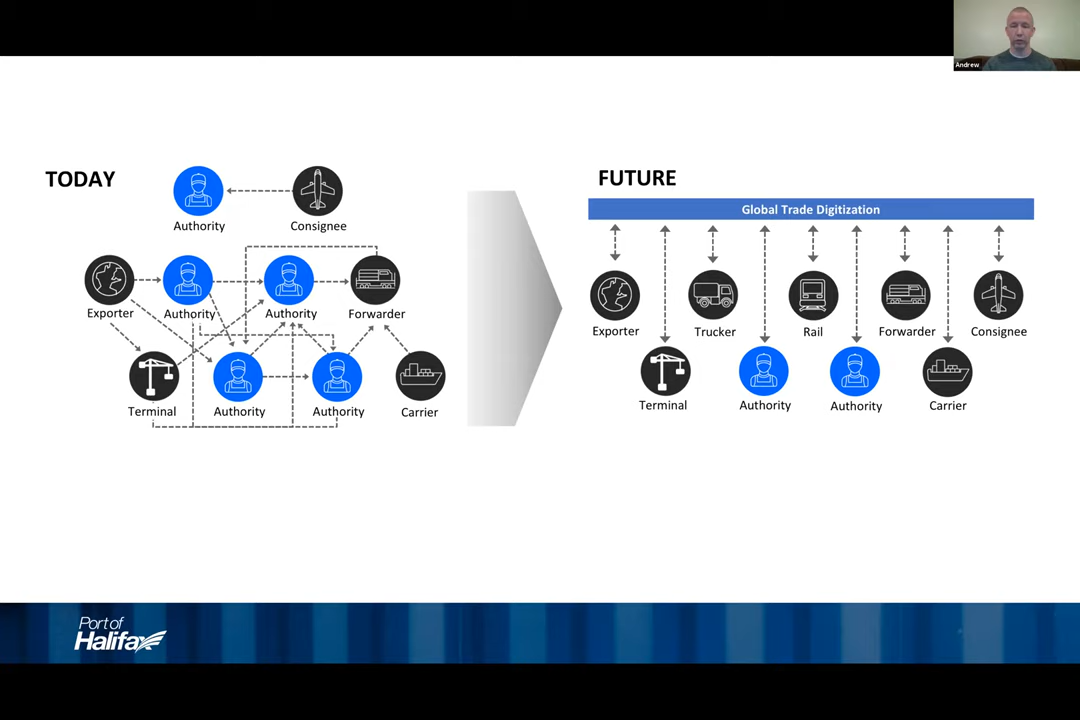 Andrew
TODAY
Authority
Consignee
Exporter
Authority
Authority
Forwarder
Terminal
Authority
Authority
Carrier
FUTURE
Global Trade Digitization
Exporter
Trucker
Rail
Forwarder
Consignee
Terminal
Authority
Authority
Carrier
Port of
Halifax